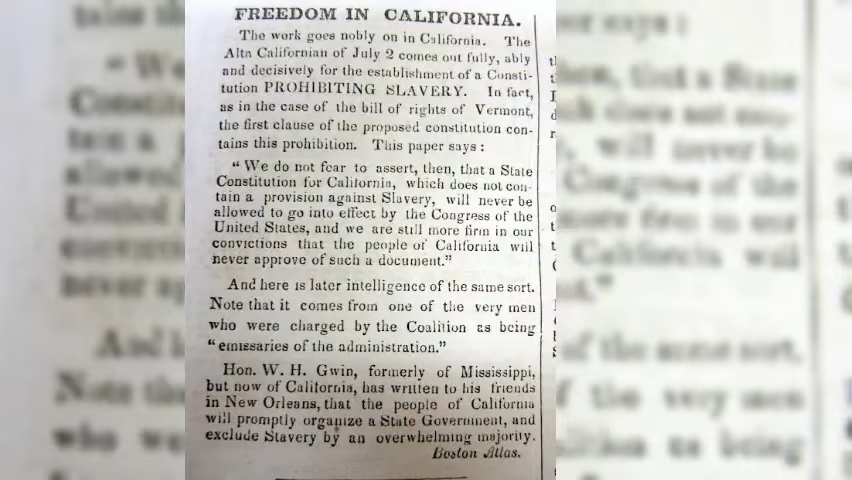 FREEDOM IN CALIFORNIA.
The work goes nobly on in California. The
Alta Californian of July 2 comes out fully, ably
and decisively for the establishment of a Consti-
tution PROHIBITING SLAVERY. In fact,
as in the case of the bill of rights of Vermont,
the first clause of the proposed constitution con-
tains this prohibition. This paper says :
"We do not fear to assert, then, that a State
Constitution for California, which does not con-
tain a provision against Slavery, will never be
allowed to go into effect by the Congress of the
United States, and we are still more firm in our
convictions that the people of California will
never approve of such a document."
And here is later intelligence of the same sort.
Note that it comes from one of the very men
who were charged by the Coalition as being
"emissaries of the administration."
Hon. W. H. Gwin, formerly of Mississippi,
but now of California, has written to his friends
in New Orleans, that the people of California
will promptly organize a State Government, and
exclude Slavery by an overwhelming majority.
Boston Atlas.